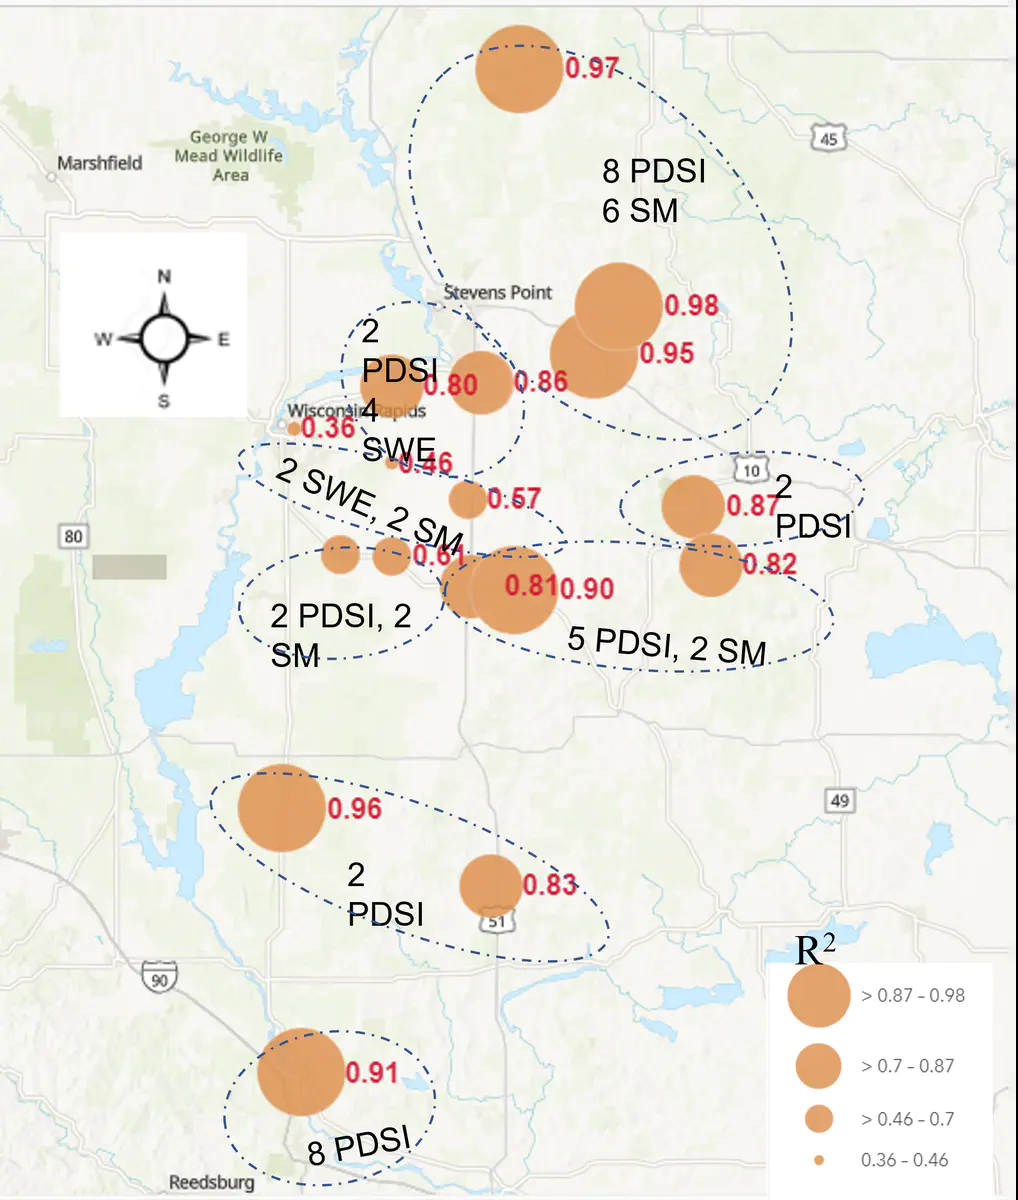 0.97
45
George W
Mead Wildlife
Area
Marshfield
8 PDSI
6 SM
N
W E
S
Stevens Point
0.98
2
PDSI
0.95
0.80
0.86
4
Wisconsin Rapids
0.36
SWE
0.46
10
2 SWE, 2 SM
0.57
0.87
2
PDSI
80
0.61
0.82
0.81
0.90
2 PDSI, 2
SM
5 PDSI, 2 SM
0.96
49
2
PDSI
0.83
51
90
R²
> 0.87 - 0.98
> 0.7 - 0.87
> 0.46 - 0.7
0.36 - 0.46
0.91
8 PDSI
Reedsburg